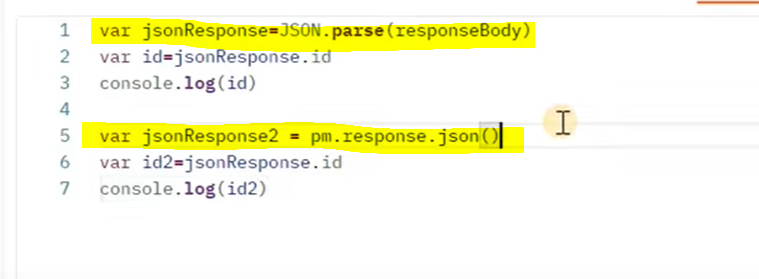 1 var jsonResponse=JSON.parse(responseBody)
2 var id=jsonResponse.id
3 console.log(id)
4
5 var jsonResponse2 = pm.response.json()
6 var id2=jsonResponse.id
7 console.log(id2)